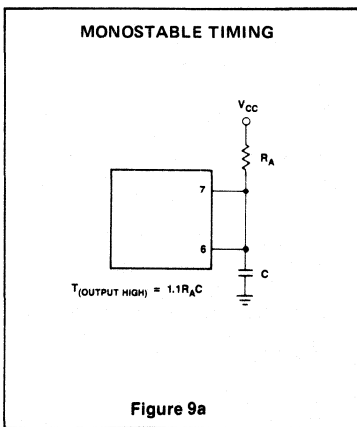 MONOSTABLE TIMING
VCC
RA
7
6
C
T(OUTPUT HIGH) = 1.1RAC
Figure 9a